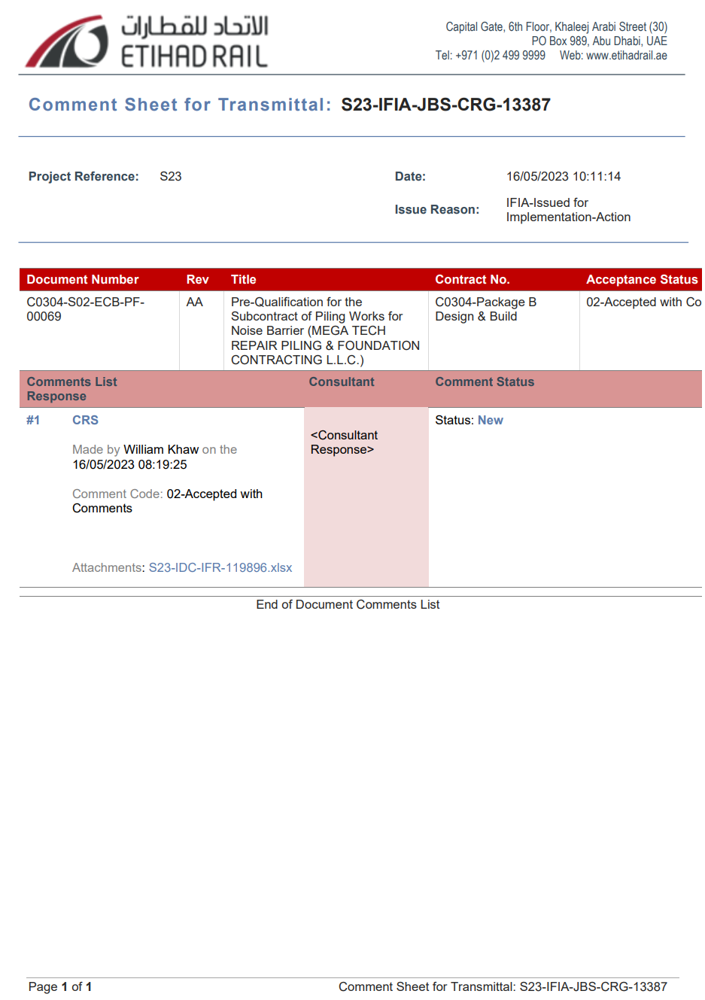 الاتحاد للقطارات
ETIHAD RAIL
Capital Gate, 6th Floor, Khaleej Arabi Street (30)
PO Box 989, Abu Dhabi, UAE
Tel: +971 (0)2 499 9999 Web: www.etihadrail.ae
Comment Sheet for Transmittal: S23-IFIA-JBS-CRG-13387
Project Reference: S23
Date: 16/05/2023 10:11:14
Issue Reason: IFIA-Issued for
Implementation-Action
Document Number Rev Title Contract No. Acceptance Status
C0304-S02-ECB-PF- AA Pre-Qualification for the C0304-Package B 02-Accepted with Co
00069 Subcontract of Piling Works for Design & Build
Noise Barrier (MEGA TECH
REPAIR PILING & FOUNDATION
CONTRACTING L.L.C.)
Comments List Consultant Comment Status
Response
#1 CRS Status: New
<Consultant
Response>
Made by William Khaw on the
16/05/2023 08:19:25
Comment Code: 02-Accepted with
Comments
Attachments: S23-IDC-IFR-119896.xlsx
End of Document Comments List
Page 1 of 1 Comment Sheet for Transmittal: S23-IFIA-JBS-CRG-13387